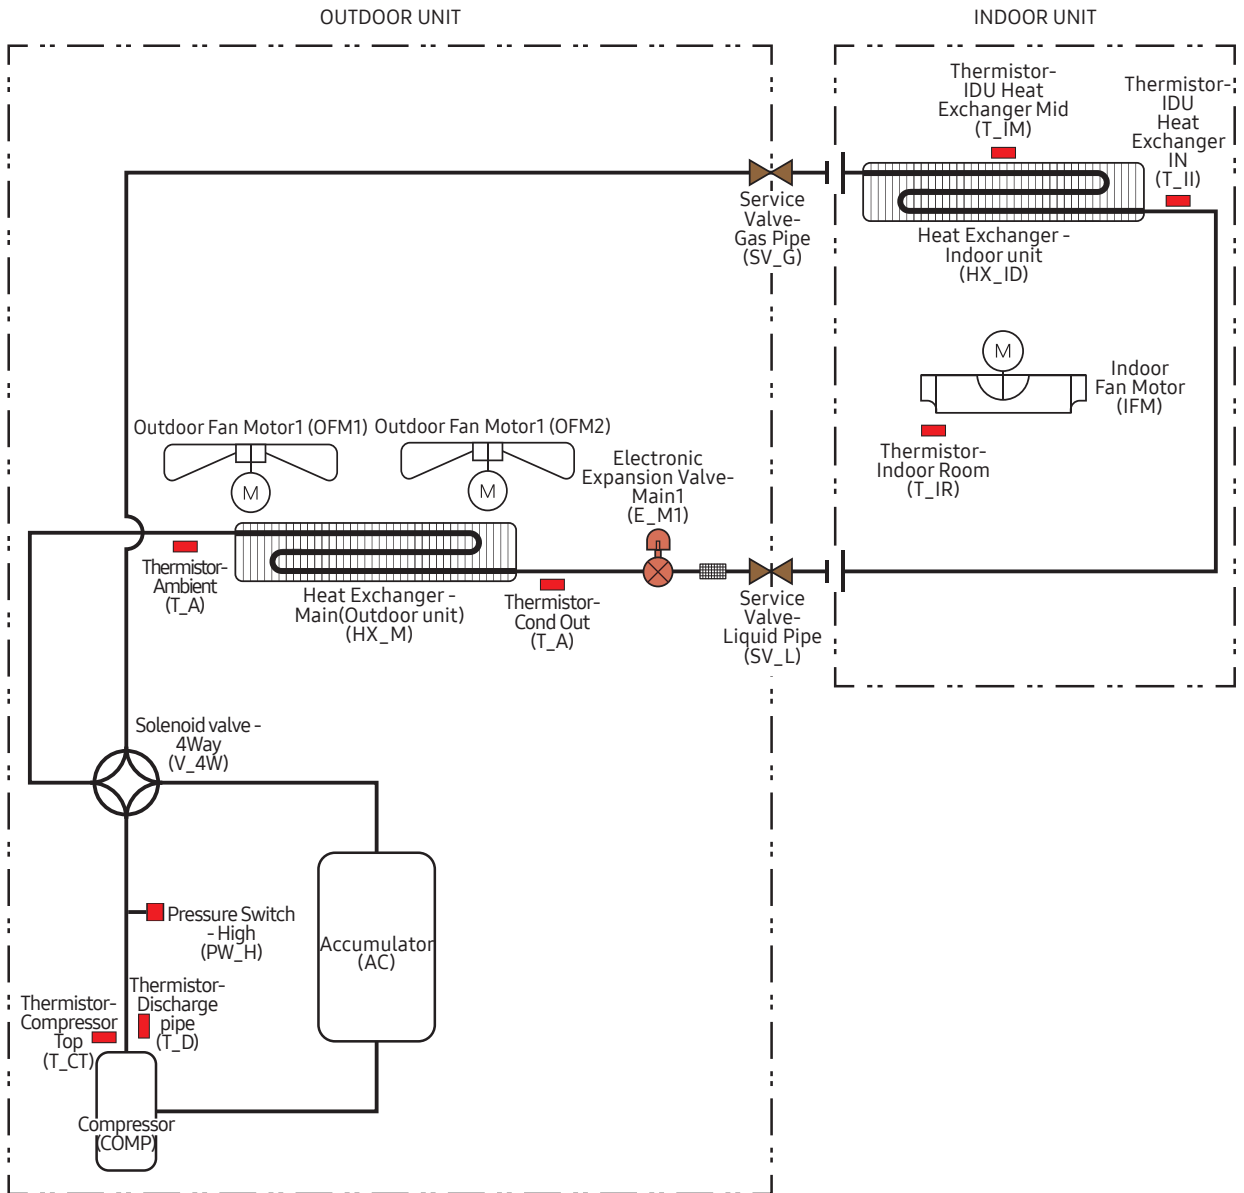 OUTDOOR UNIT
INDOOR UNIT
Thermistor-
IDU Heat
Exchanger Mid
(T_IM)
Thermistor-
IDU
Heat
Exchanger
IN
(T_II)
Service
Valve-
Gas Pipe
(SV_G)
Heat Exchanger -
Indoor unit
(HX_ID)
M
Indoor
Fan Motor
(IFM)
Thermistor-
Indoor Room
(T_IR)
Outdoor Fan Motor1 (OFM1)
Outdoor Fan Motor1 (OFM2)
M
M
Electronic
Expansion Valve-
Main1
(E_M1)
Thermistor-
Ambient
(T_A)
Heat Exchanger -
Main(Outdoor unit)
(HX_M)
Thermistor-
Cond Out
(T_A)
Service
Valve-
Liquid Pipe
(SV_L)
Solenoid valve -
4Way
(V_4W)
Pressure Switch
- High
(PW_H)
Accumulator
(AC)
Thermistor-
Compressor
Top
(T_CT)
Thermistor-
Discharge
pipe
(T_D)
Compressor
(COMP)